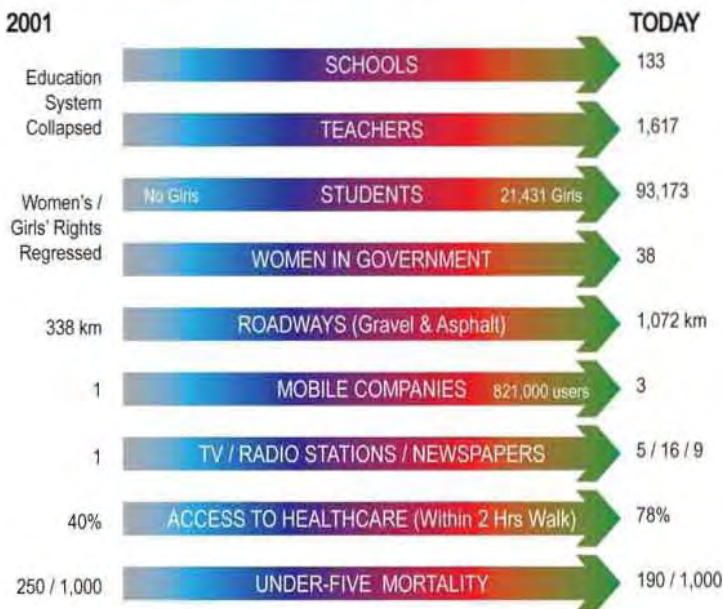 2001 TODAY
Education
System
Collapsed
SCHOOLS 133
TEACHERS 1,617
Women's /
Girls' Rights
Regressed
No Girls STUDENTS 21,431 Girls 93,173
WOMEN IN GOVERNMENT 38
338 km ROADWAYS (Gravel & Asphalt) 1,072 km
1 MOBILE COMPANIES 821,000 users 3
1 TV / RADIO STATIONS / NEWSPAPERS 5 / 16 / 9
40% ACCESS TO HEALTHCARE (Within 2 Hrs Walk) 78%
250 / 1,000 UNDER-FIVE MORTALITY 190 / 1,000